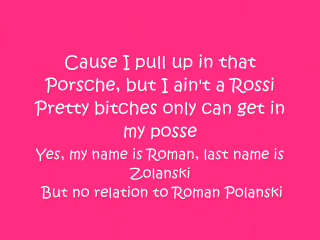 Cause I pull up in that
Porsche, but I ain't a Rossi
Pretty bitches only can get in
my posse
Yes, my name is Roman, last name is
Zolanski
But no relation to Roman Polanski